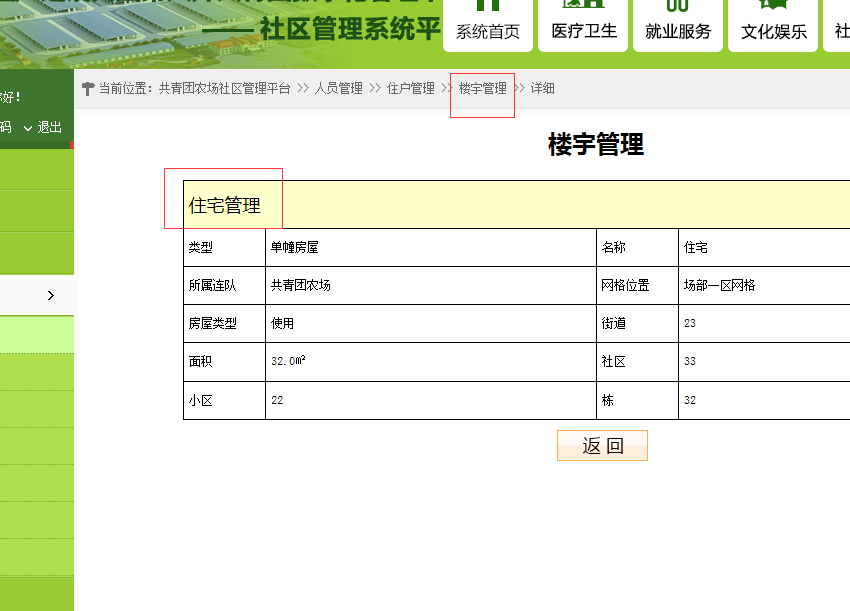 —— 社区管理系统平
系统首页
医疗卫生
就业服务
文化娱乐
社
好!
码 退出
当前位置: 共青团农场社区管理平台 >> 人员管理 >> 住户管理 >> 楼宇管理 >> 详细
楼宇管理
住宅管理
类型 单幢房屋 名称 住宅
所属连队 共青团农场 网格位置 场部一区网格
房屋类型 使用 街道 23
面积 32.0㎡ 社区 33
小区 22 栋 32
返 回